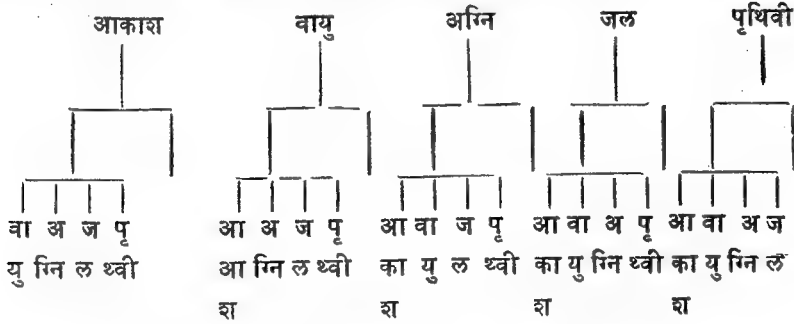 आकाश वायु अग्नि जल पृथिवी
वा अ ज पृ आ अ ज पृ आ वा ज पृ आ वा अ पृ आ वा अ ज
यु ग्नि ल थ्वी आ ग्नि ल थ्वी का यु ल थ्वी का यु ग्नि थ्वी का यु ग्नि ल
श श श श